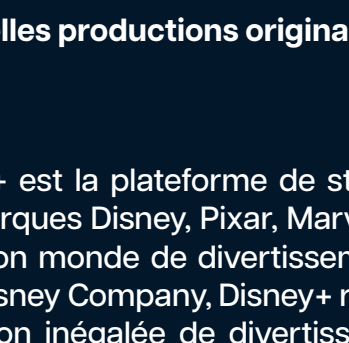 elles productions origina
+ est la plateforme de st
rques Disney, Pixar, Marv
on monde de divertissen
sney Company, Disney+ r
on inégalée de divertiss